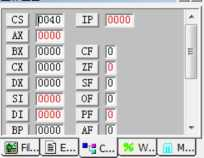 CS 0040 IP 0000
AX 0000
BX 0000 CF 0
CX 0000 ZF 0
DX 0000 SF 0
SI 0000 OF 0
DI 0000 PF 0
BP 0000 AF 0
Fil... E... C... W... M...